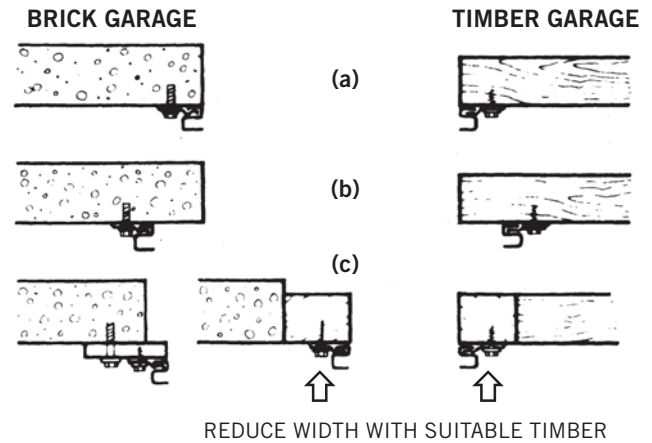 BRICK GARAGE TIMBER GARAGE
(a)
(b)
(c)
REDUCE WIDTH WITH SUITABLE TIMBER